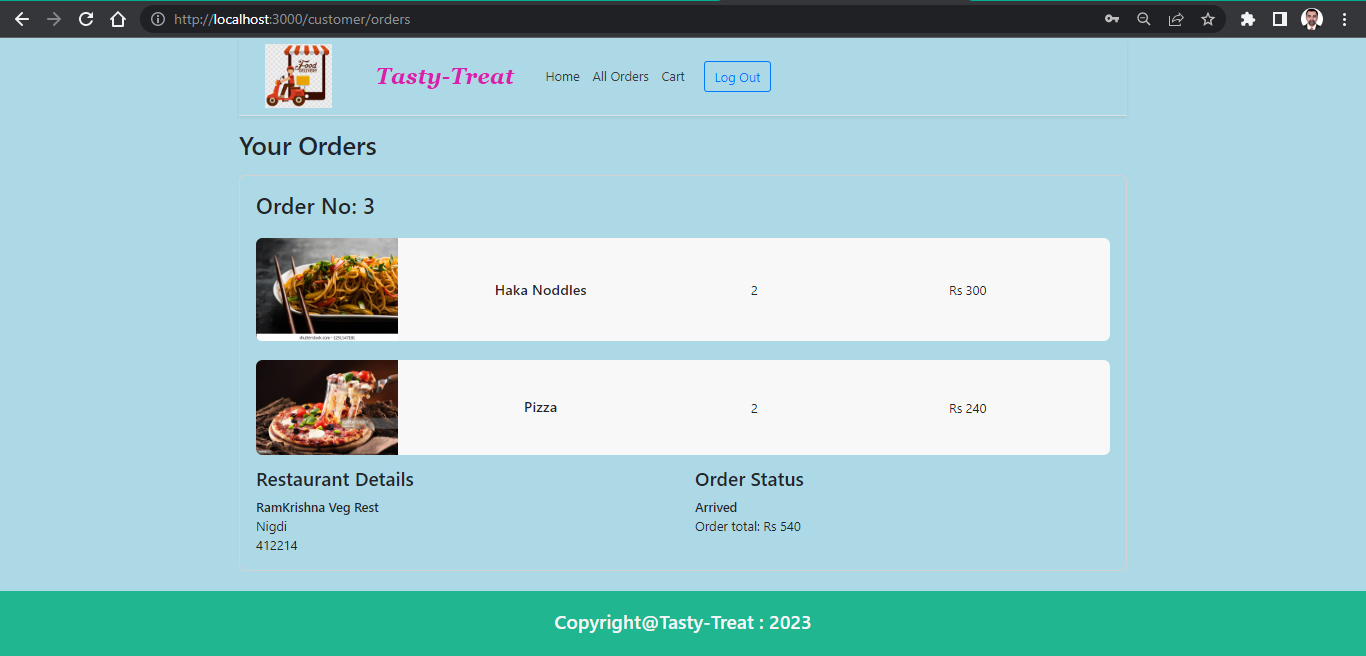 http://localhost:3000/customer/orders
Food
DELIVERY
Tasty-Treat
Home
All Orders
Cart
Log Out
Your Orders
Order No: 3
Haka Noddles
2
Rs 300
Pizza
2
Rs 240
Restaurant Details
RamKrishna Veg Rest
Nigdi
412214
Order Status
Arrived
Order total: Rs 540
Copyright@Tasty-Treat : 2023